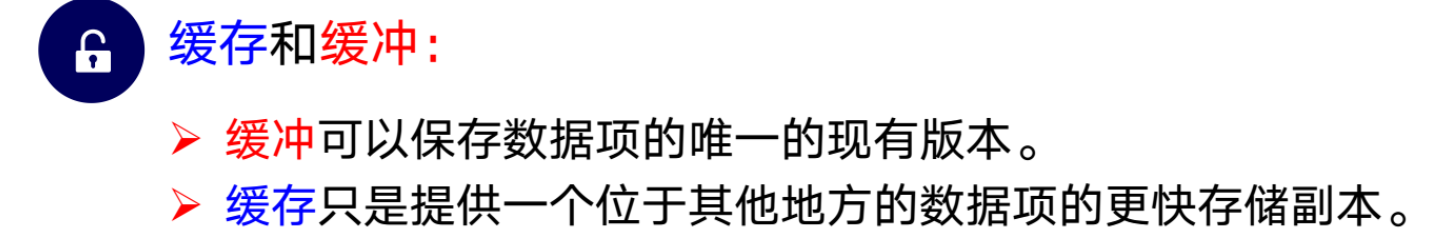 缓存和缓冲:
缓冲可以保存数据项的唯一的现有版本。
缓存只是提供一个位于其他地方的数据项的更快存储副本。